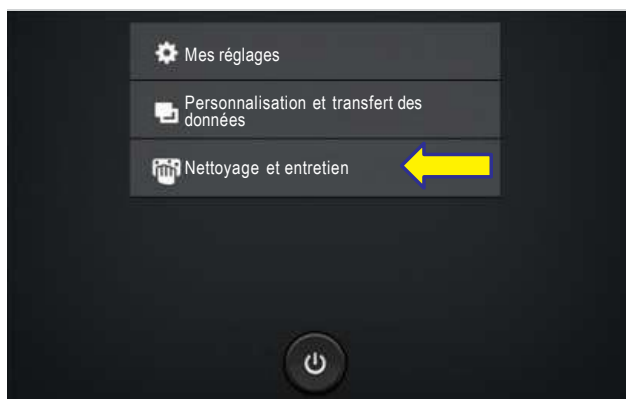 Mes réglages
Personnalisation et transfert des
données
Nettoyage et entretien